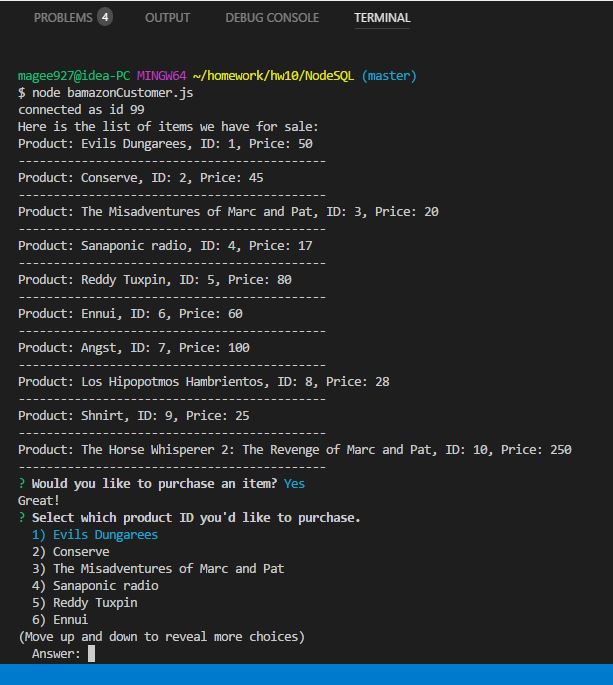 PROBLEMS 4 OUTPUT DEBUG CONSOLE TERMINAL
magee927@idea-PC MINGW64 ~/homework/hw10/NodeSQL (master)
$ node bamazonCustomer.js
connected as id 99
Here is the list of items we have for sale:
Product: Evils Dungarees, ID: 1, Price: 50
--------------------------------------------
Product: Conserve, ID: 2, Price: 45
--------------------------------------------
Product: The Misadventures of Marc and Pat, ID: 3, Price: 20
--------------------------------------------
Product: Sanaponic radio, ID: 4, Price: 17
--------------------------------------------
Product: Reddy Tuxpin, ID: 5, Price: 80
--------------------------------------------
Product: Ennui, ID: 6, Price: 60
--------------------------------------------
Product: Angst, ID: 7, Price: 100
--------------------------------------------
Product: Los Hipopotmos Hambrientos, ID: 8, Price: 28
--------------------------------------------
Product: Shnirt, ID: 9, Price: 25
--------------------------------------------
Product: The Horse Whisperer 2: The Revenge of Marc and Pat, ID: 10, Price: 250
--------------------------------------------
? Would you like to purchase an item? Yes
Great!
? Select which product ID you'd like to purchase.
1) Evils Dungarees
2) Conserve
3) The Misadventures of Marc and Pat
4) Sanaponic radio
5) Reddy Tuxpin
6) Ennui
(Move up and down to reveal more choices)
Answer: